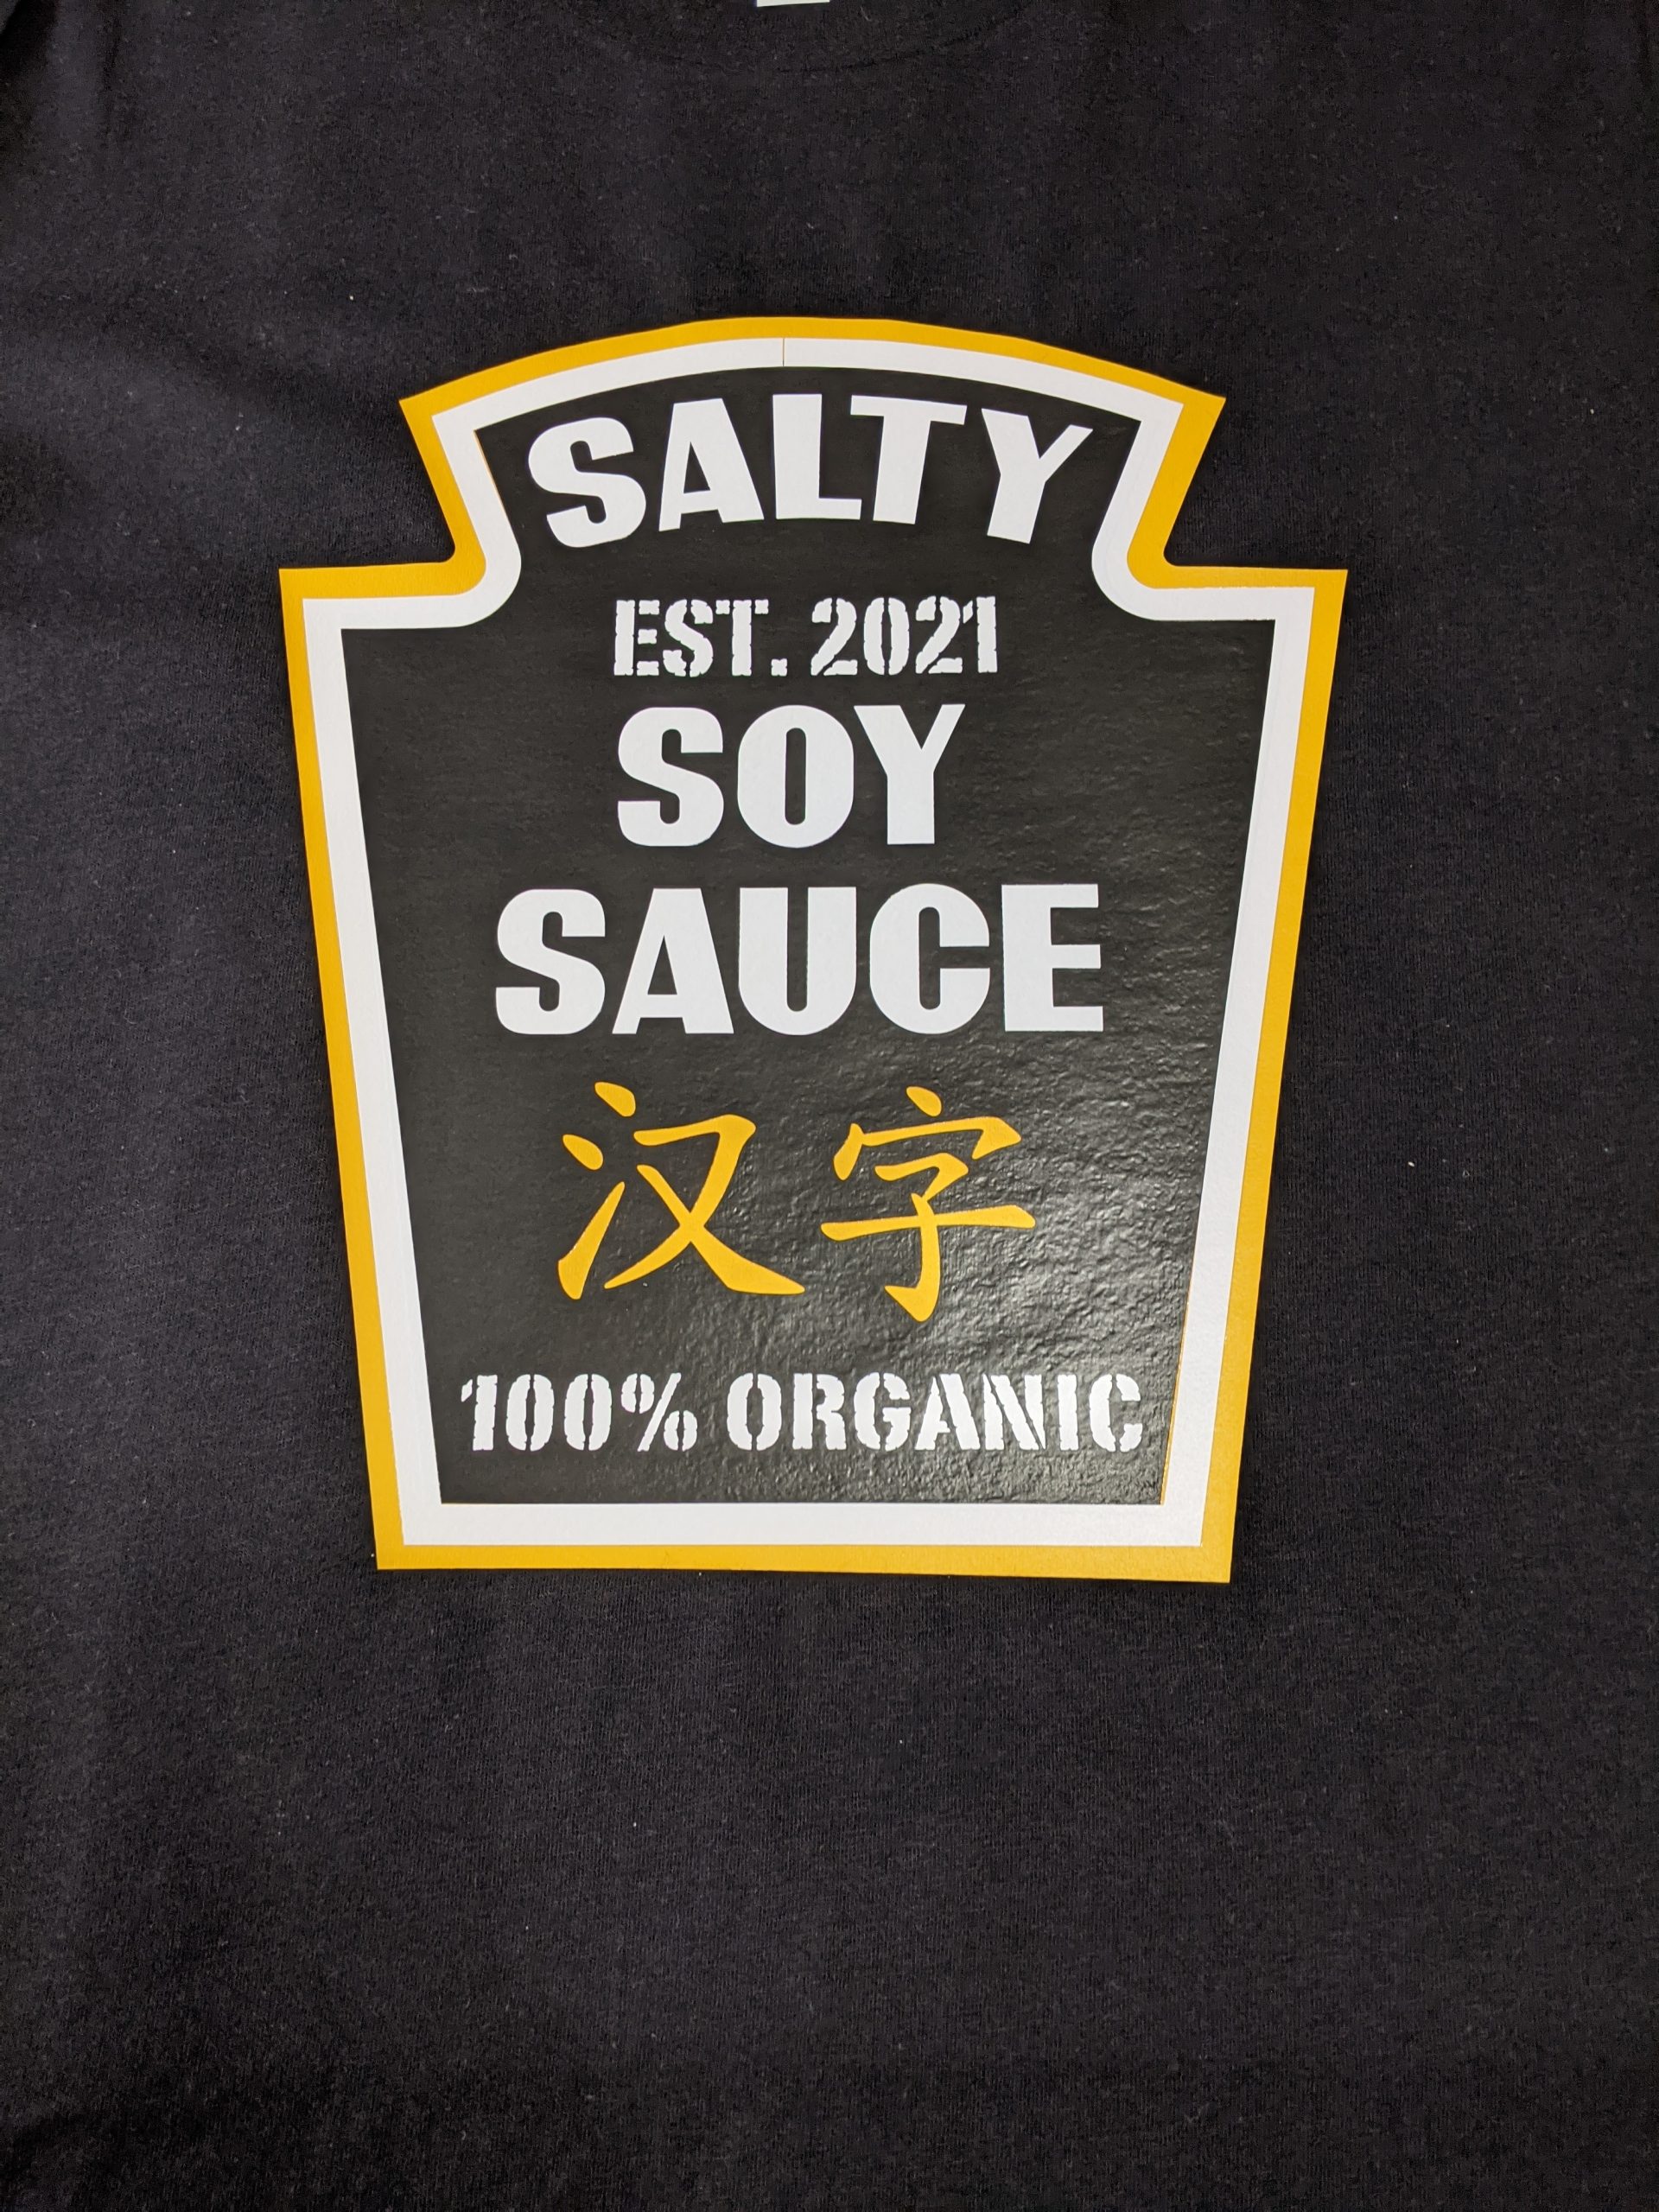 SALTY
EST. 2021
SOY
SAUCE
汉字
100% ORGANIC